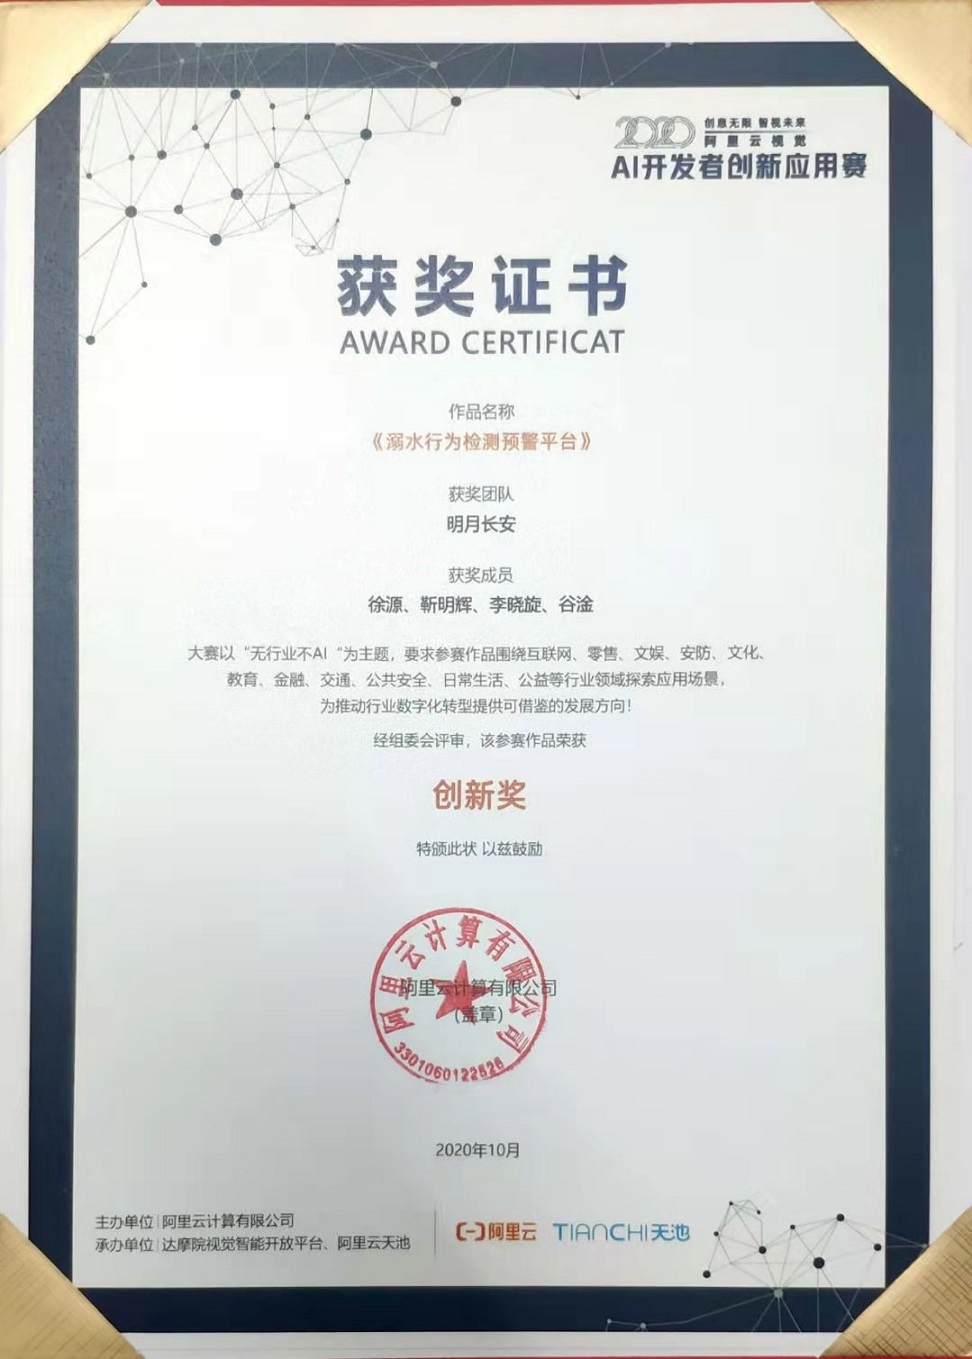 2020 创意无限 智视未来
阿里云视觉
AI开发者创新应用赛
获奖证书
AWARD CERTIFICAT
作品名称
《溺水行为检测预警平台》
获奖团队
明月长安
获奖成员
徐源、靳明辉、李晓旋、谷淦
大赛以“无行业不AI“为主题，要求参赛作品围绕互联网、零售、文娱、安防、文化、
教育、金融、交通、公共安全、日常生活、公益等行业领域探索应用场景，
为推动行业数字化转型提供可借鉴的发展方向！
经组委会评审，该参赛作品荣获
创新奖
特颁此状 以兹鼓励
阿里云计算有限公司
阿里云计算有限公司
（盖章）
3301060122526
2020年10月
主办单位 | 阿里云计算有限公司
承办单位 | 达摩院视觉智能开放平台、阿里云天池
阿里云 TIANCHI天池